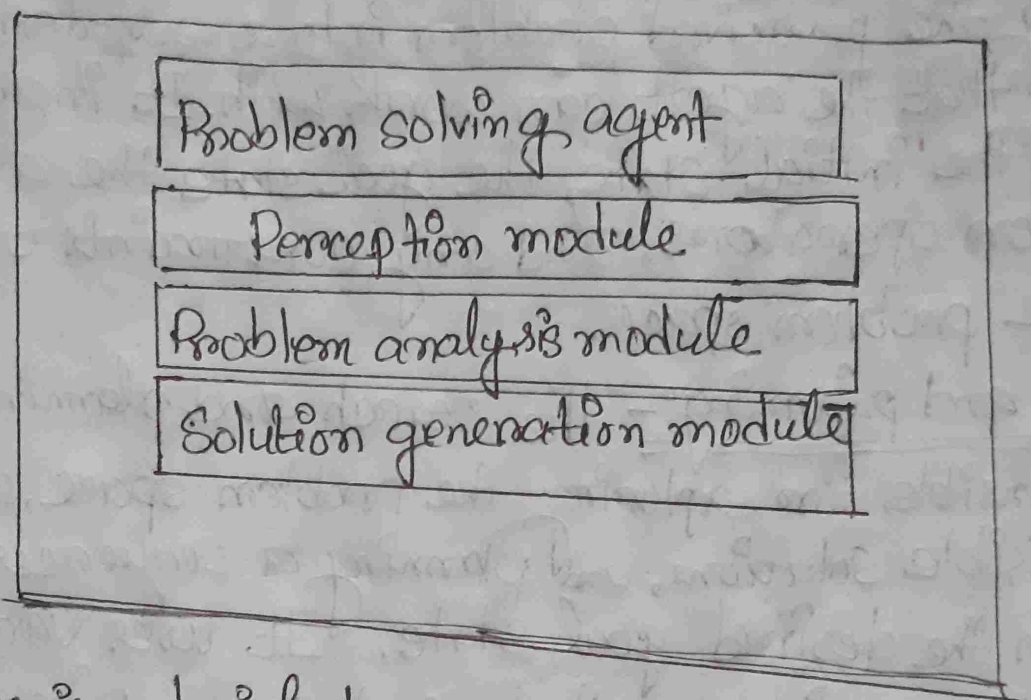 Problem solving agent
Perception module
Problem analysis module
Solution generation module